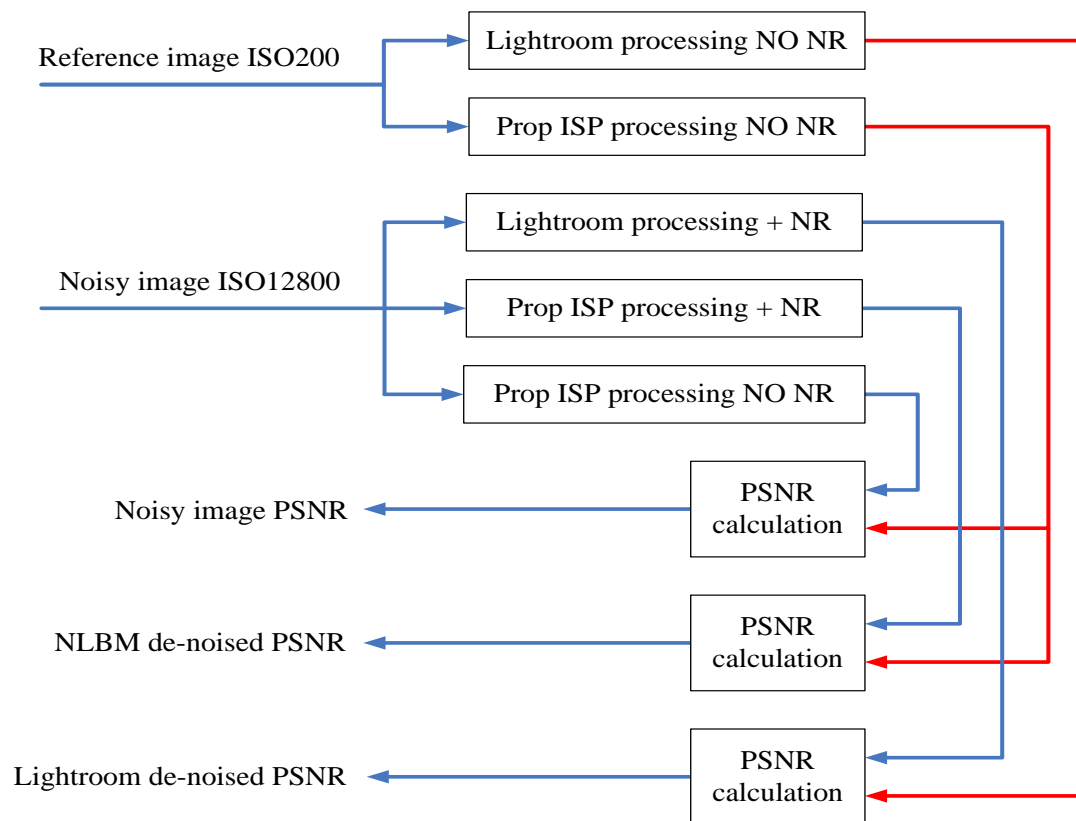 Reference image ISO200
Lightroom processing NO NR
Prop ISP processing NO NR
Noisy image ISO12800
Lightroom processing + NR
Prop ISP processing + NR
Prop ISP processing NO NR
Noisy image PSNR
PSNR
calculation
NLBM de-noised PSNR
PSNR
calculation
Lightroom de-noised PSNR
PSNR
calculation